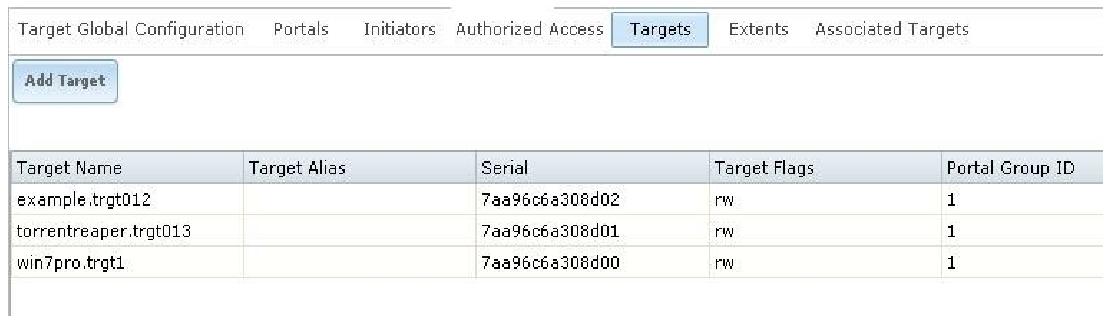 Target Global Configuration Portals Initiators Authorized Access Targets Extents Associated Targets
Add Target
Target Name Target Alias Serial Target Flags Portal Group ID
example.trgt012 7aa96c6a308d02 rw 1
torrentreaper.trgt013 7aa96c6a308d01 rw 1
win7pro.trgt1 7aa96c6a308d00 rw 1